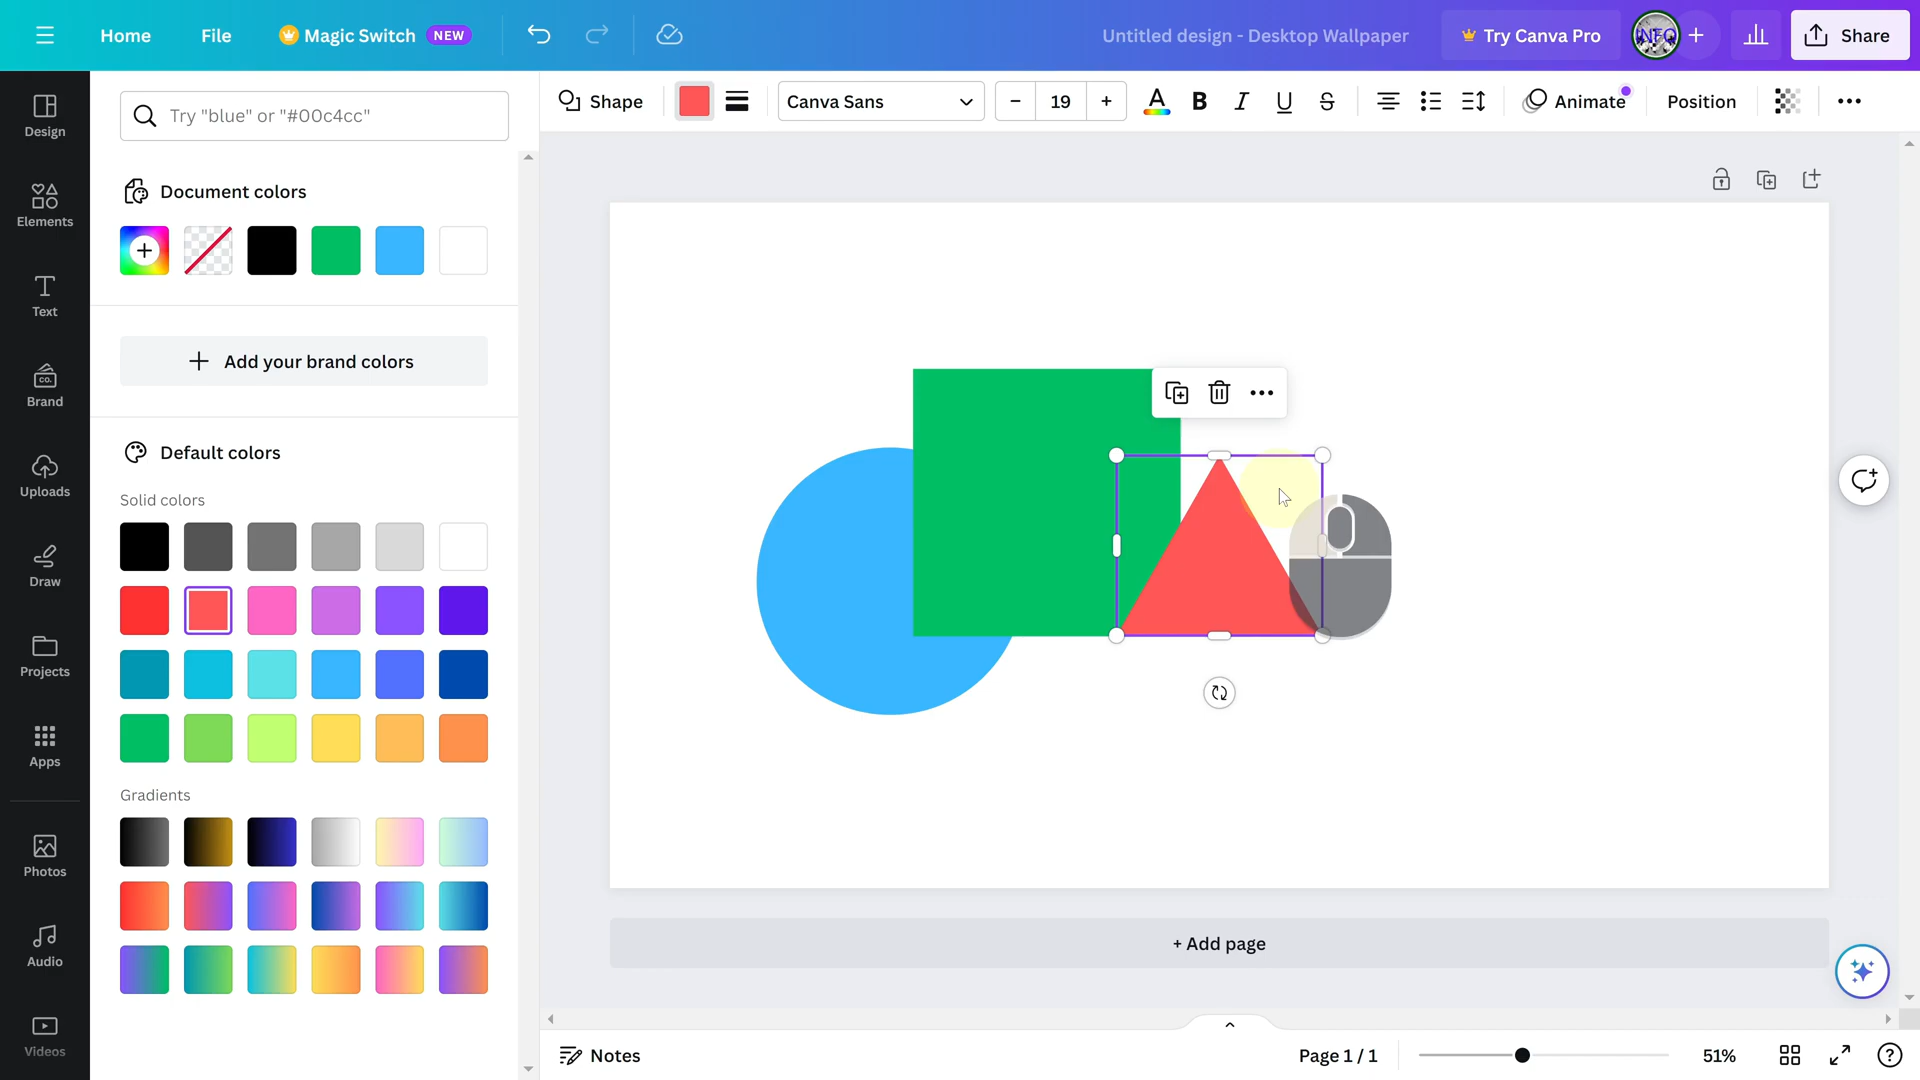 Home File Magic Switch NEW Untitled design - Desktop Wallpaper Try Canva Pro Share
Try "blue" or "#00c4cc"
Shape Canva Sans − 19 + A B I U S Animate Position
Design
Document colors
Elements
Text
Add your brand colors
Brand
CO.
Default colors
Uploads
Solid colors
Draw
Projects
Apps
Gradients
Photos
Audio
Videos
+ Add page
Notes Page 1 / 1 51%